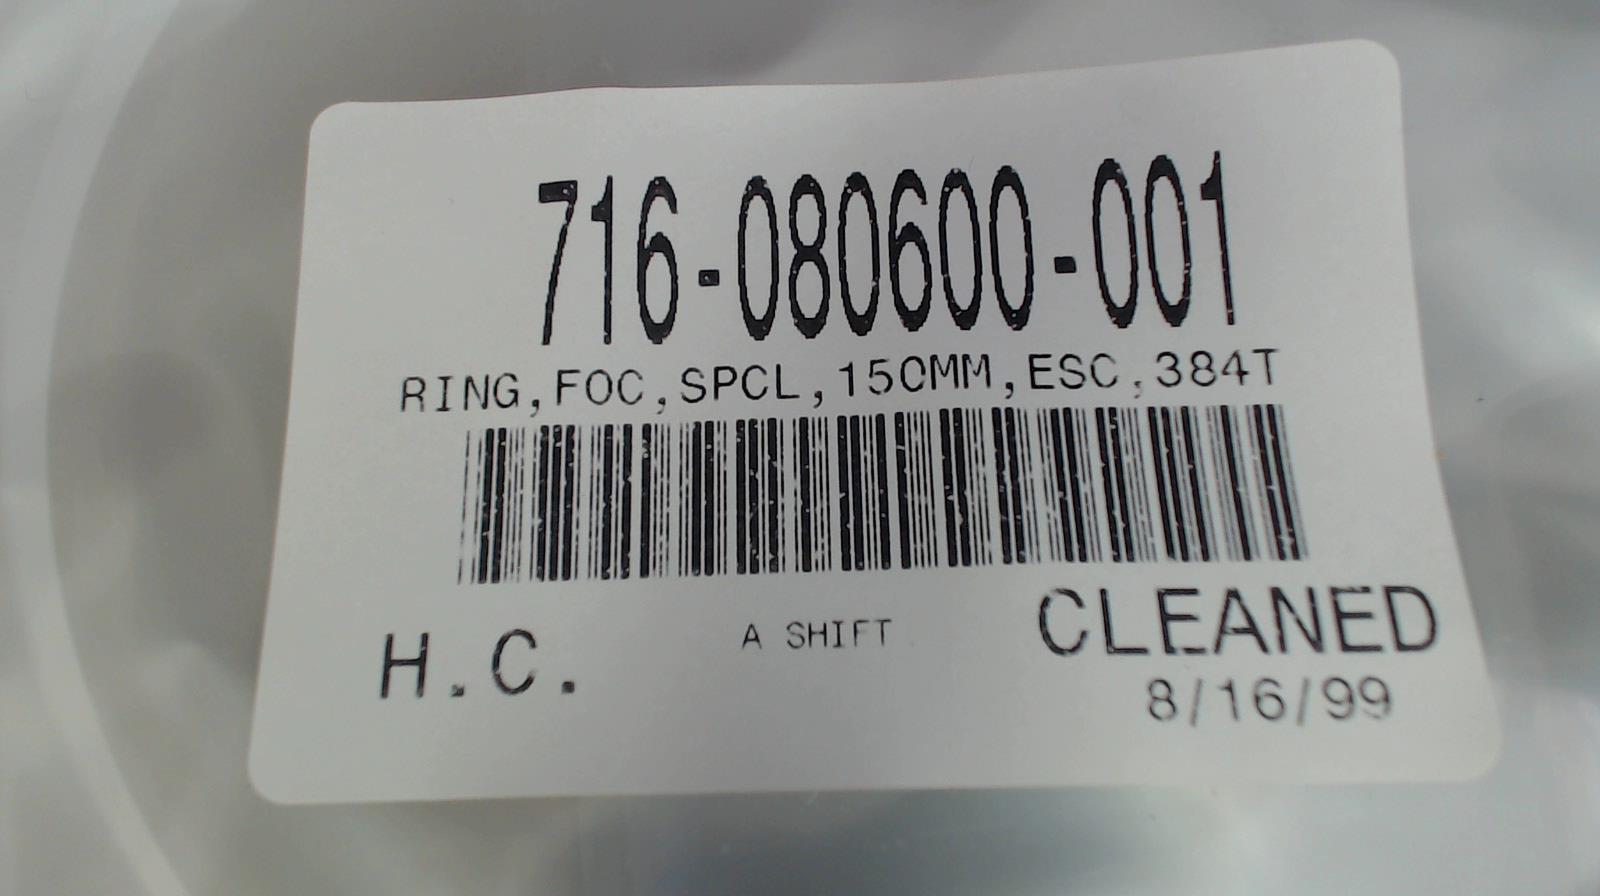 716-080600-001
RING,FOC,SPCL,150MM,ESC,384T
H.C.
A SHIFT
CLEANED
8/16/99